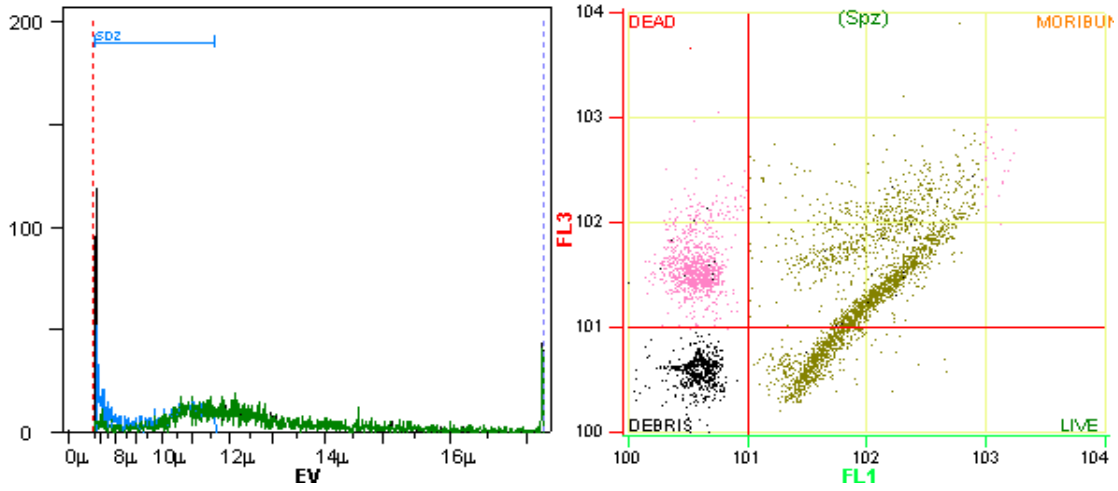 200
SDZ
100
0
0μ 8μ 10μ 12μ 14μ 16μ
EV
104
DEAD
(Spz)
MORIBUN
103
102
FL3
101
DEBRIS
LIVE
100
100 101 102 103 104
FL1